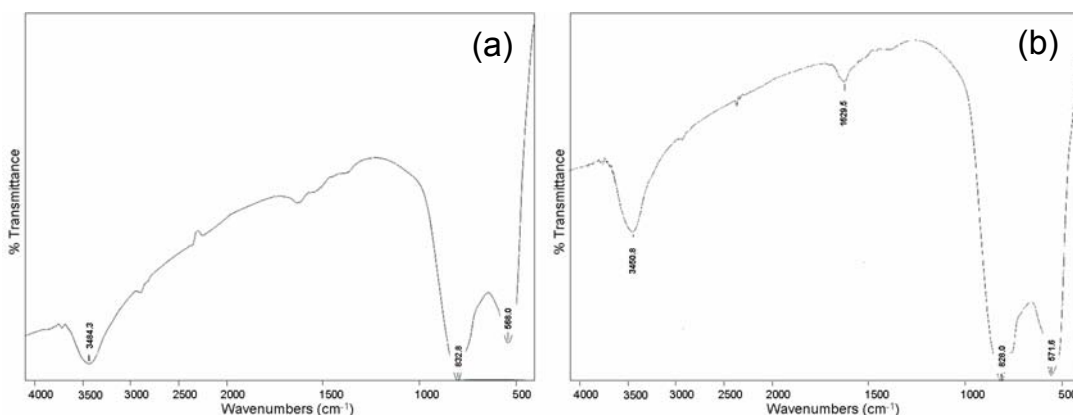 (a)
% Transmittance
3484.3
832.8
568.0
4000 3500 3000 2500 2000 1500 1000 500
Wavenumbers (cm-1)
(b)
% Transmittance
3450.8
1629.5
828.0
571.6
4000 3500 3000 2500 2000 1500 1000 500
Wavenumbers (cm-1)